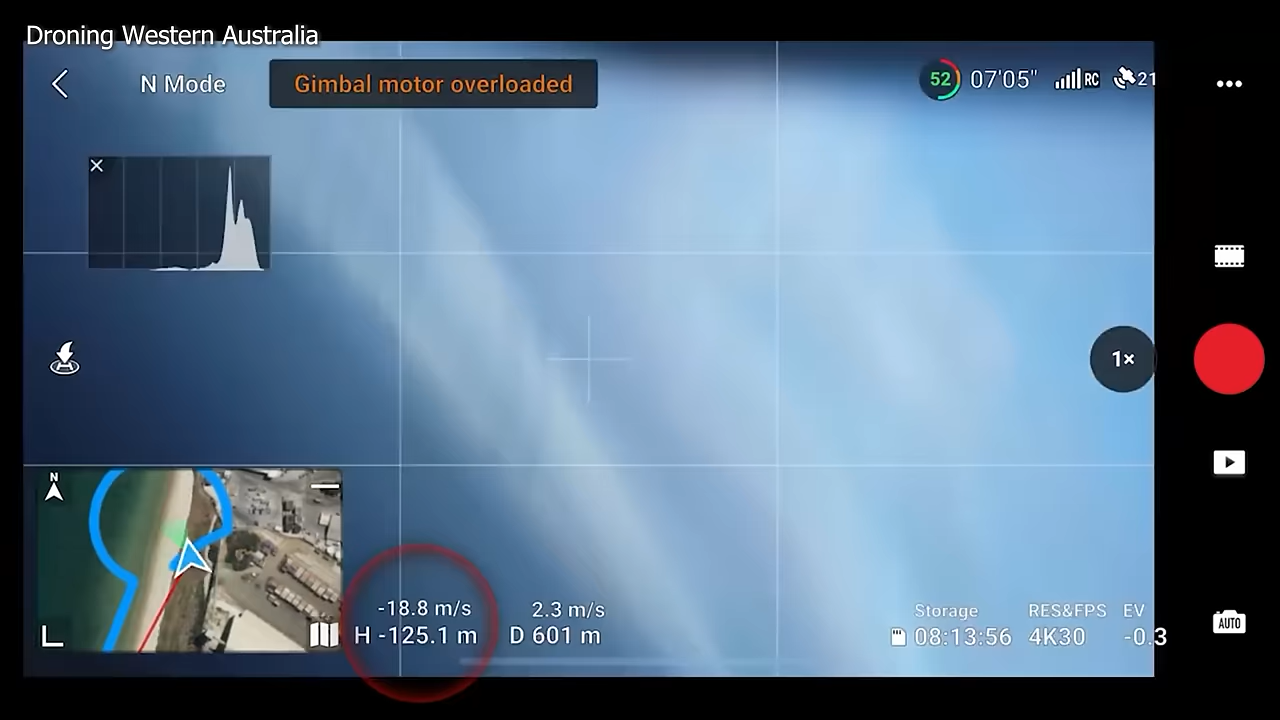 Droning Western Australia
N Mode
Gimbal motor overloaded
52 07'05" RC 21
1×
N
-18.8 m/s 2.3 m/s
H -125.1 m D 601 m
Storage RES&FPS EV
08:13:56 4K30 -0.3
AUTO